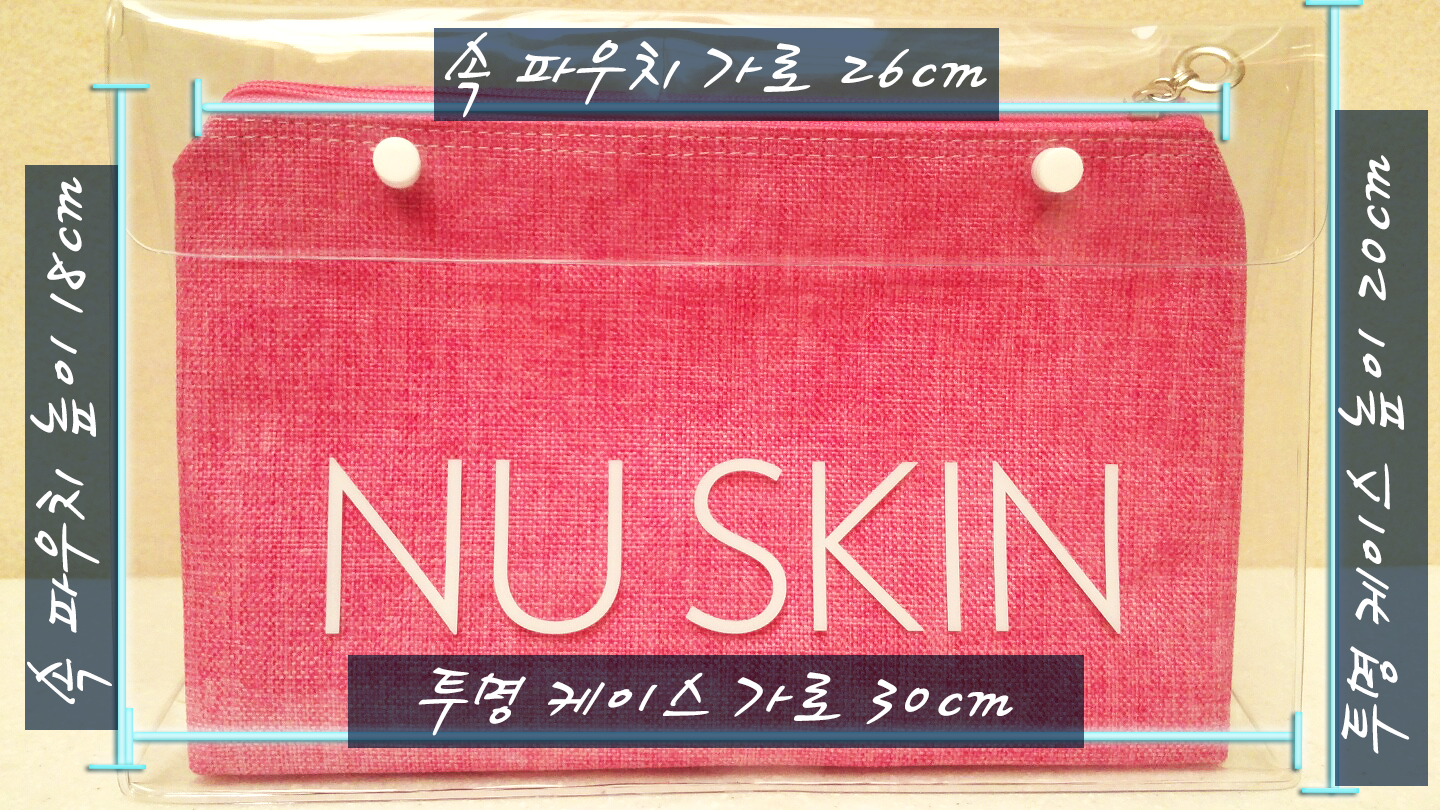 속 파우치 가로 26cm
속 파우치 높이 18cm
투명 케이스 높이 20cm
NU SKIN
투명 케이스 가로 30cm